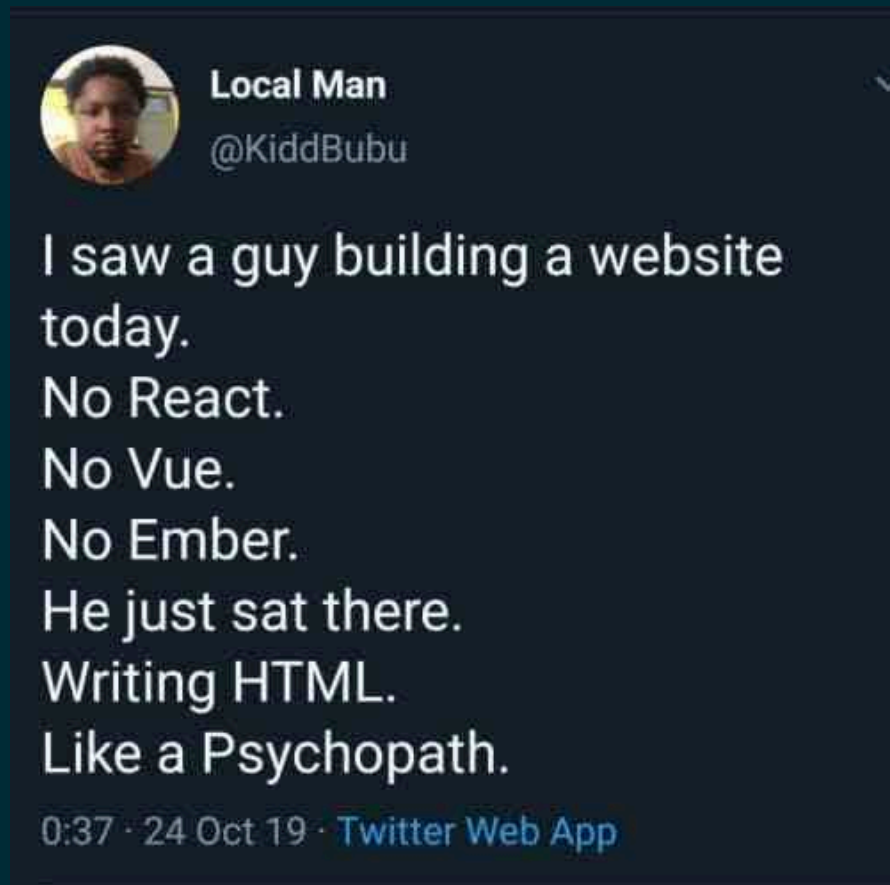 Local Man
@KiddBubu
I saw a guy building a website
today.
No React.
No Vue.
No Ember.
He just sat there.
Writing HTML.
Like a Psychopath.
0:37 · 24 Oct 19 · Twitter Web App